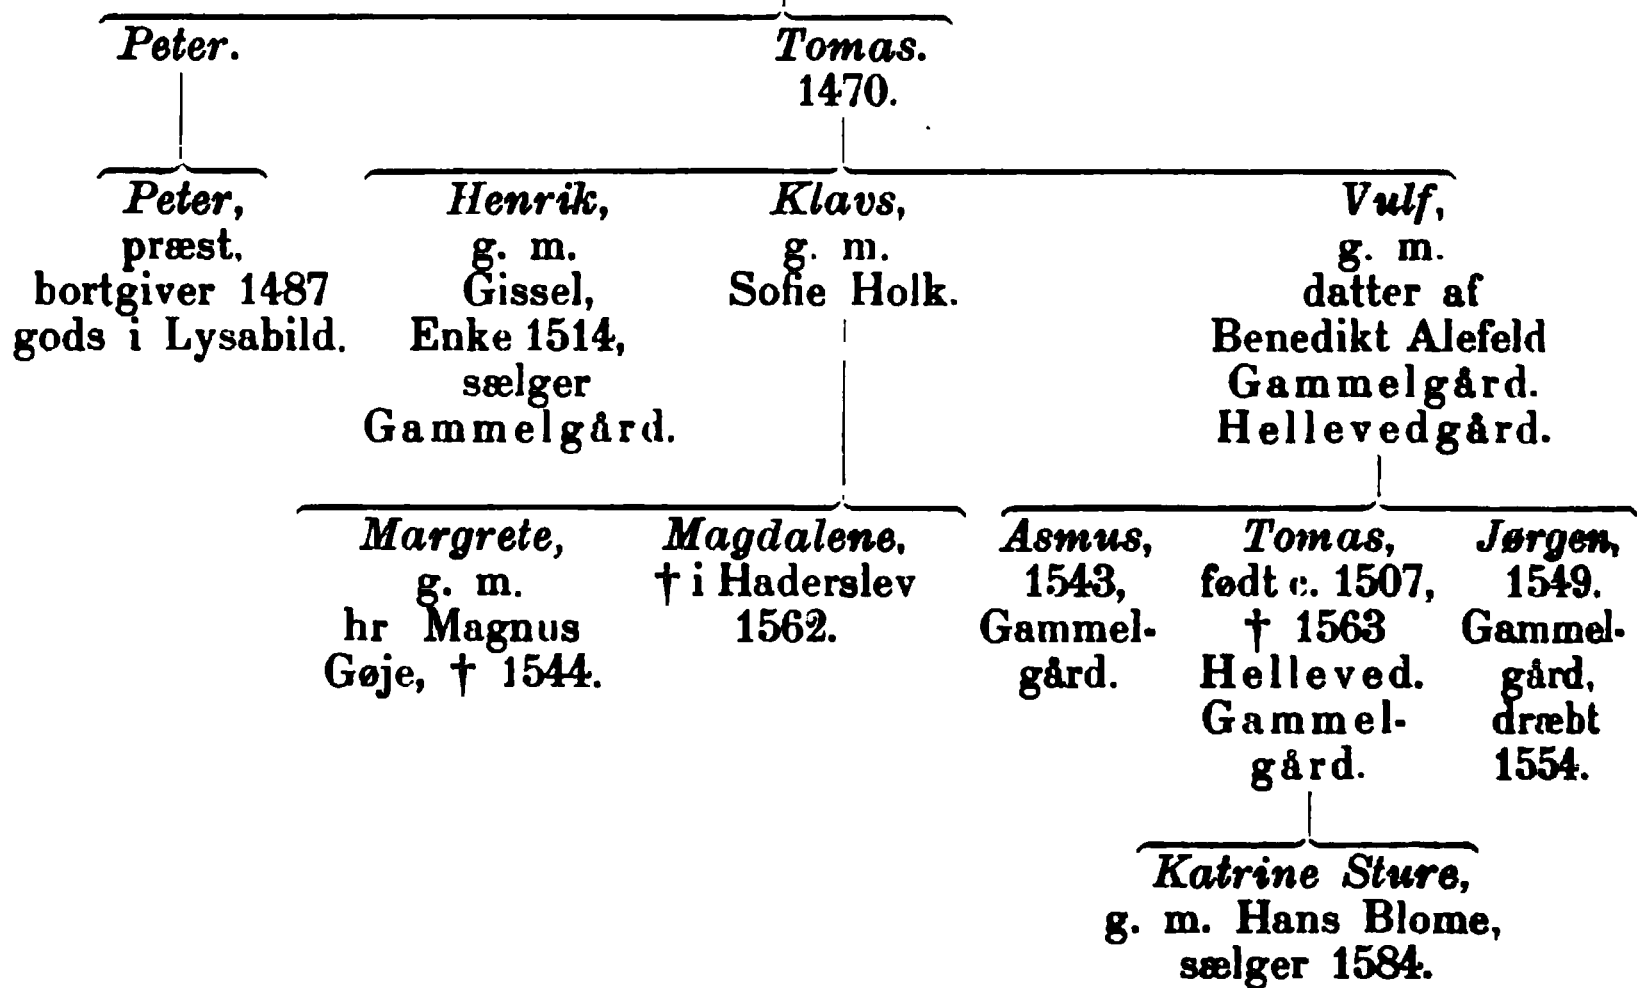 Peter.
Tomas.
1470.
Peter,
præst,
bortgiver 1487
gods i Lysabild.
Henrik,
g. m.
Gissel,
Enke 1514,
sælger
Gammelgård.
Klavs,
g. m.
Sofie Holk.
Vulf,
g. m.
datter af
Benedikt Alefeld
Gammelgård.
Hellevedgård.
Margrete,
g. m.
hr Magnus
Gøje, † 1544.
Magdalene,
† i Haderslev
1562.
Asmus,
1543,
Gammel-
gård.
Tomas,
født c. 1507,
† 1563
Helleved.
Gammel-
gård.
Jørgen,
1549.
Gammel-
gård,
dræbt
1554.
Katrine Sture,
g. m. Hans Blome,
sælger 1584.